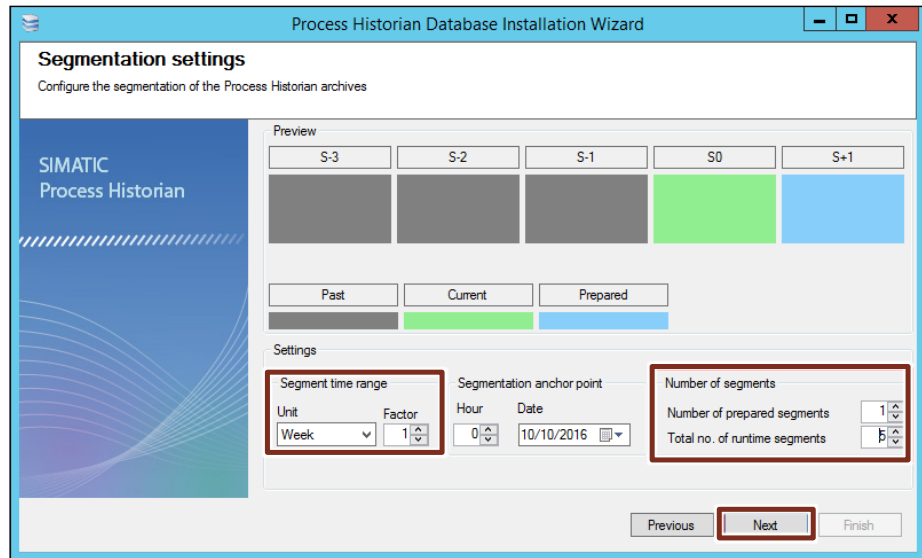 Process Historian Database Installation Wizard
Segmentation settings
Configure the segmentation of the Process Historian archives
SIMATIC
Process Historian
Preview
S-3 S-2 S-1 S0 S+1
Past Current Prepared
Settings
Segment time range
Unit Factor
Week 1
Segmentation anchor point
Hour Date
0 10/10/2016
Number of segments
Number of prepared segments 1
Total no. of runtime segments 5
Previous Next Finish